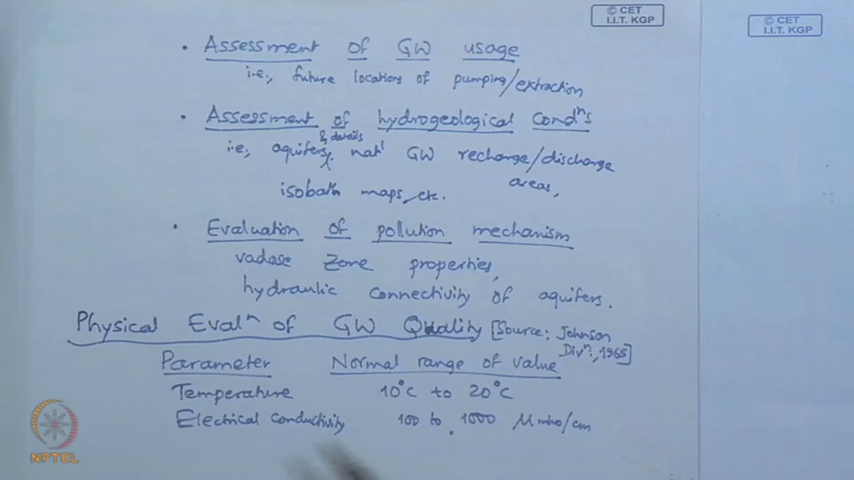 © CET
I.I.T. KGP
© CET
I.I.T. KGP
• Assessment of GW usage
i.e., future locations of pumping/extraction
• Assessment of hydrogeological Condⁿs
& details
i.e., aquifers, natˡ GW recharge/discharge
areas,
isobath maps, etc.
• Evaluation of pollution mechanism
vadose zone properties,
hydraulic connectivity of aquifers.
Physical Evalⁿ of GW Quality [Source: Johnson
Divⁿ, 1965]
Parameter Normal range of value
Temperature 10°C to 20°C
Electrical conductivity 100 to 1000 μmho/cm
NPTEL